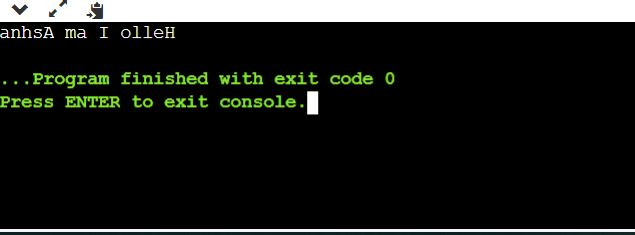 anhsA ma I olleH
...Program finished with exit code 0
Press ENTER to exit console.